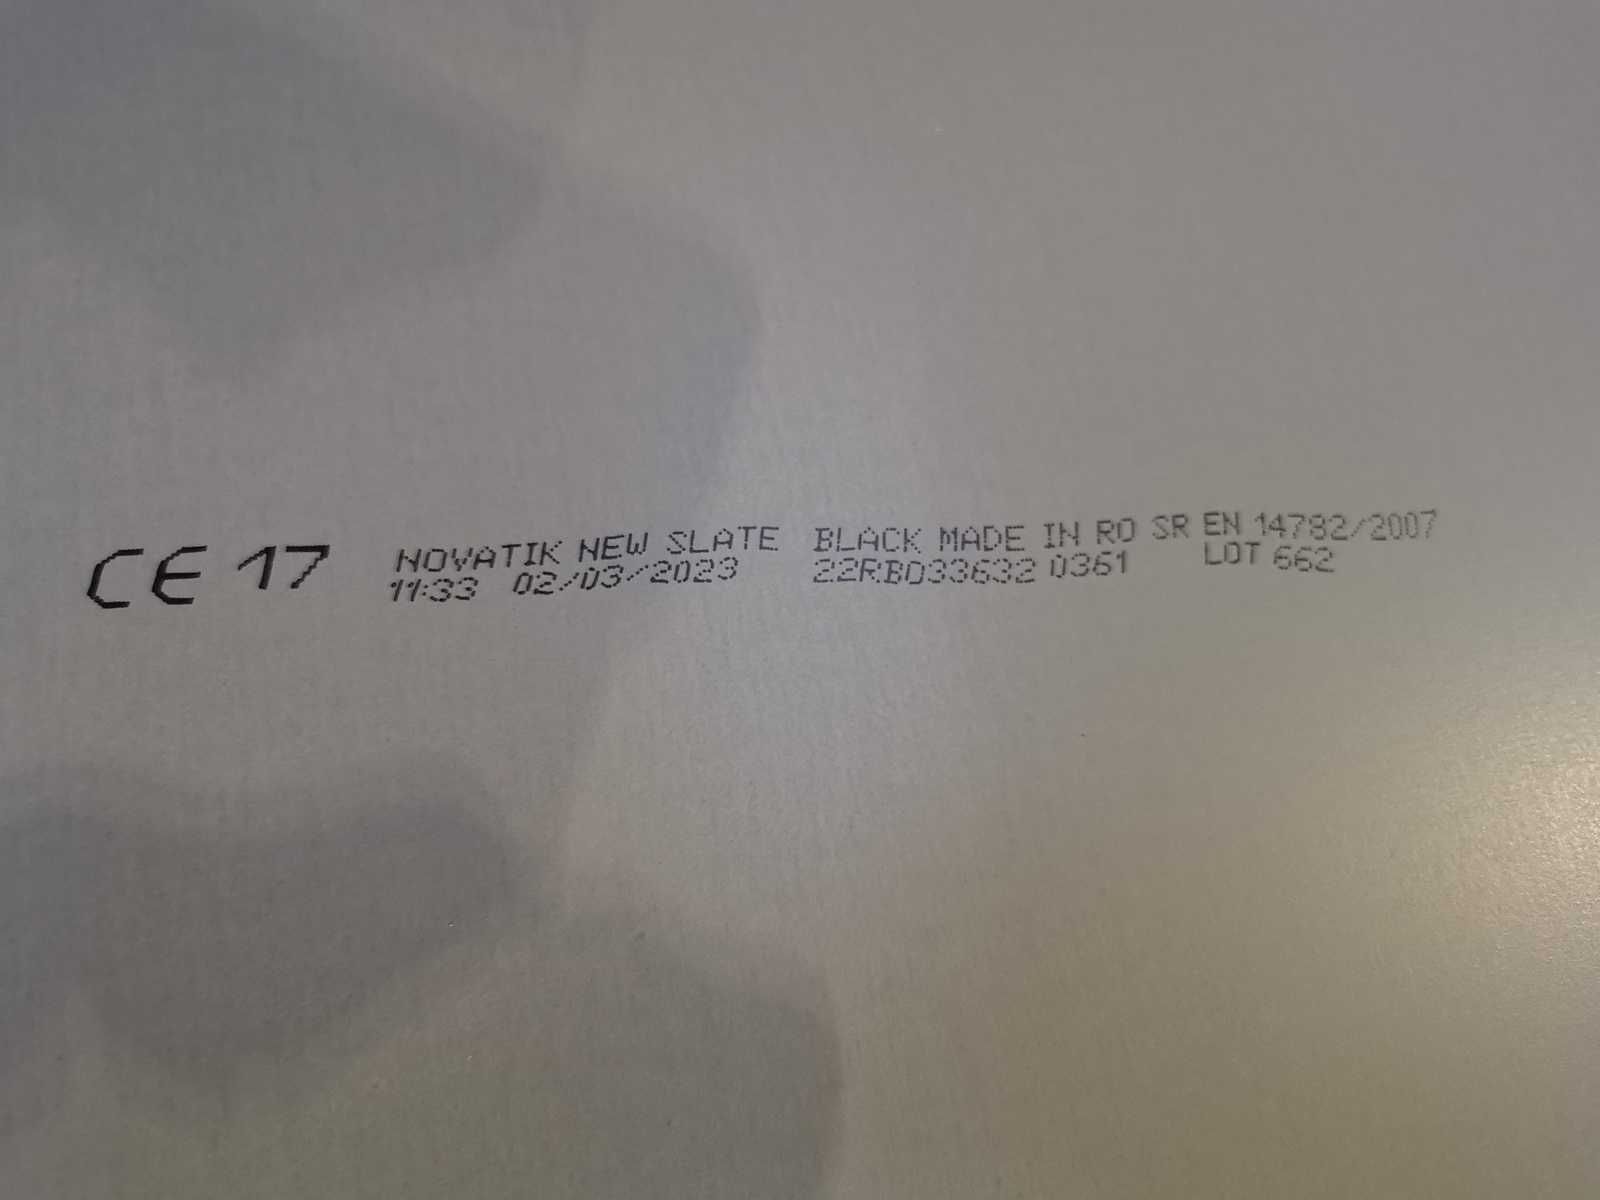 CE 17 NOVATIK NEW SLATE BLACK MADE IN RO SR EN 14782/2007
11:33 02/03/2023 22RB033632 0361 LOT 662